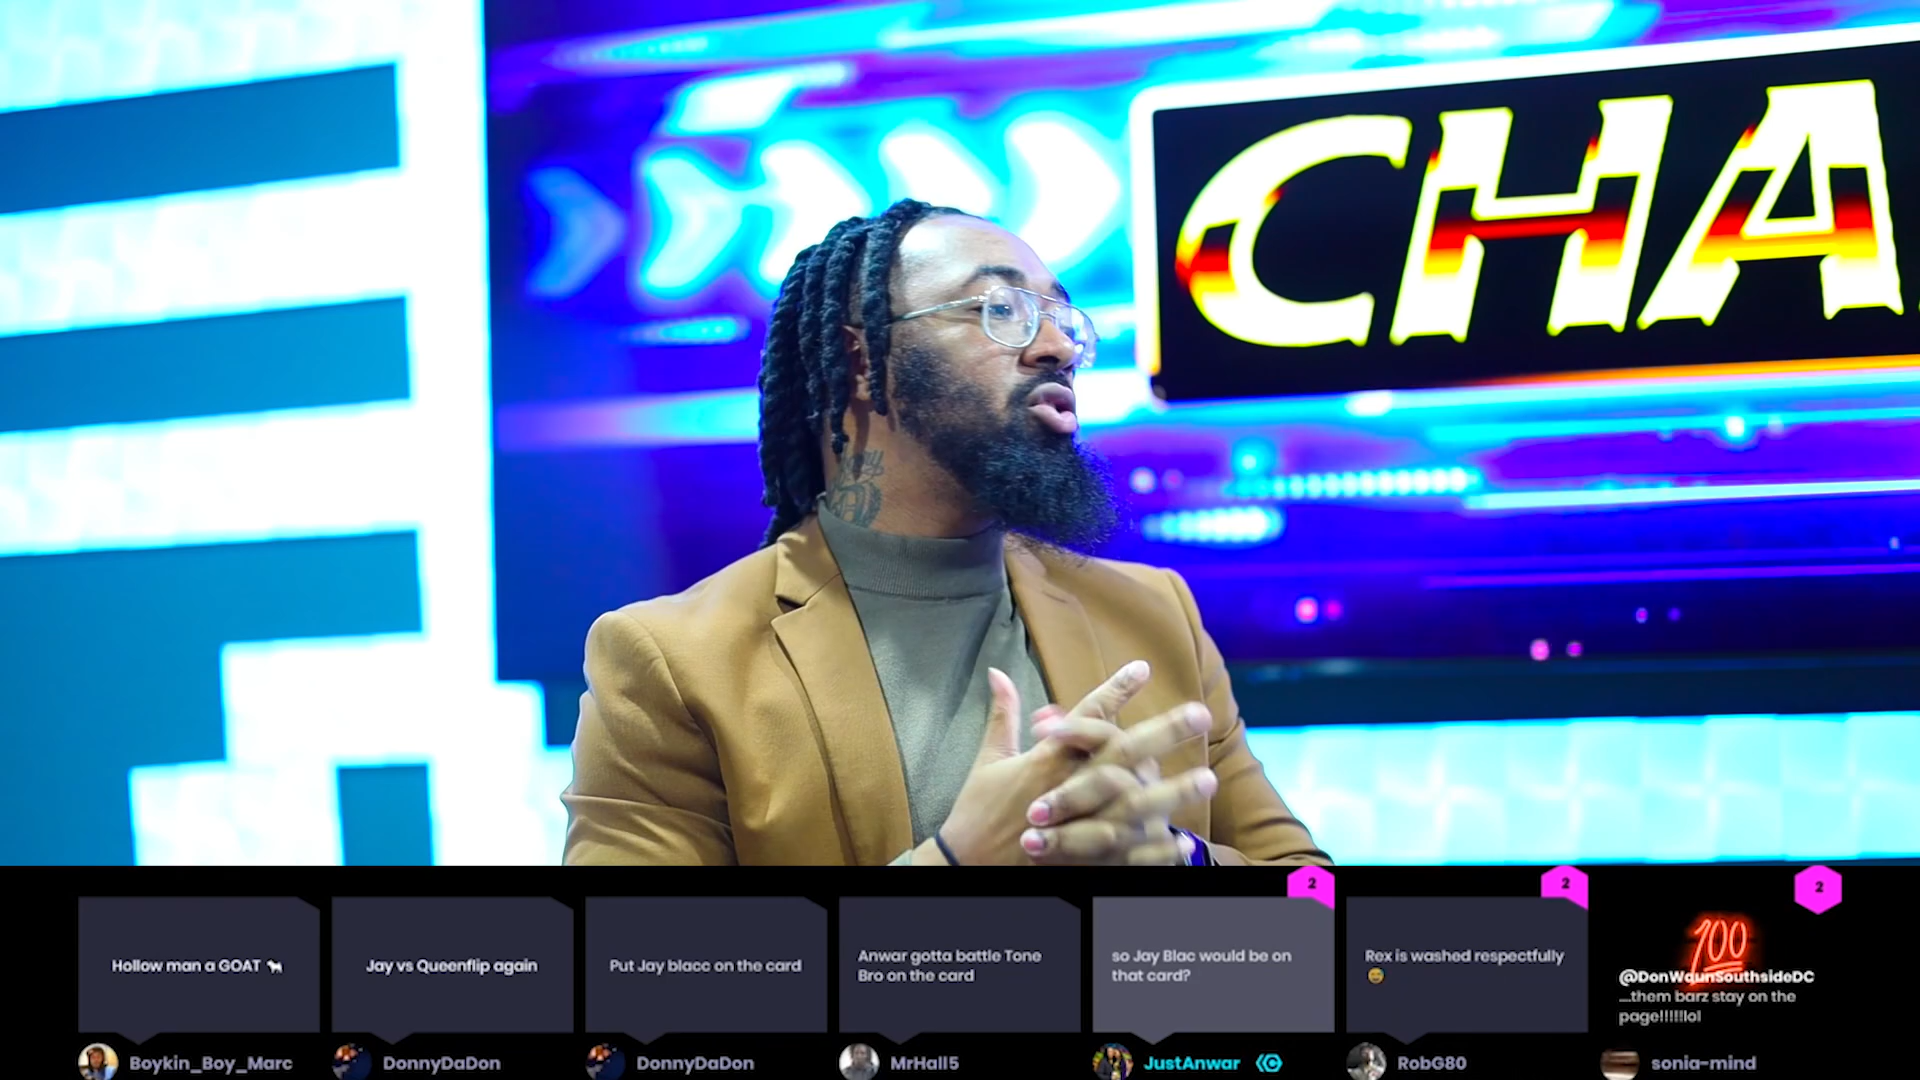 CHA
2
2
2
Hollow man a GOAT 🐐
Jay vs Queenflip again
Put Jay blacc on the card
Anwar gotta battle Tone
Bro on the card
so Jay Blac would be on
that card?
Rex is washed respectfully
😅
100
@DonWaunSouthsideDC
...them barz stay on the
page!!!!!lol
Boykin_Boy_Marc
DonnyDaDon
DonnyDaDon
MrHall5
JustAnwar
RobG80
sonia-mind